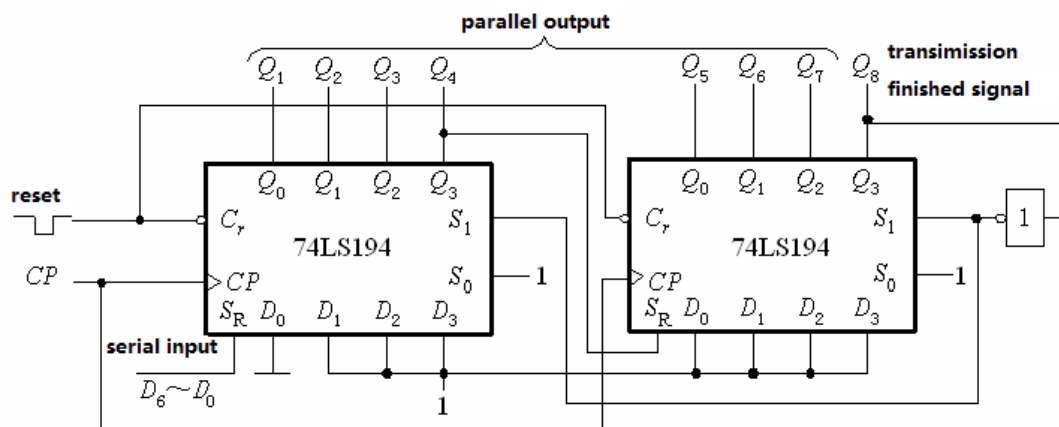 parallel output
Q1 Q2 Q3 Q4 Q5 Q6 Q7 Q8
transimission
finished signal
Q0 Q1 Q2 Q3 Q0 Q1 Q2 Q3
reset
Cr S1 Cr S1 1
74LS194 74LS194
CP CP S0 1 CP S0 1
SR D0 D1 D2 D3 SR D0 D1 D2 D3
serial input
D6～D0 1